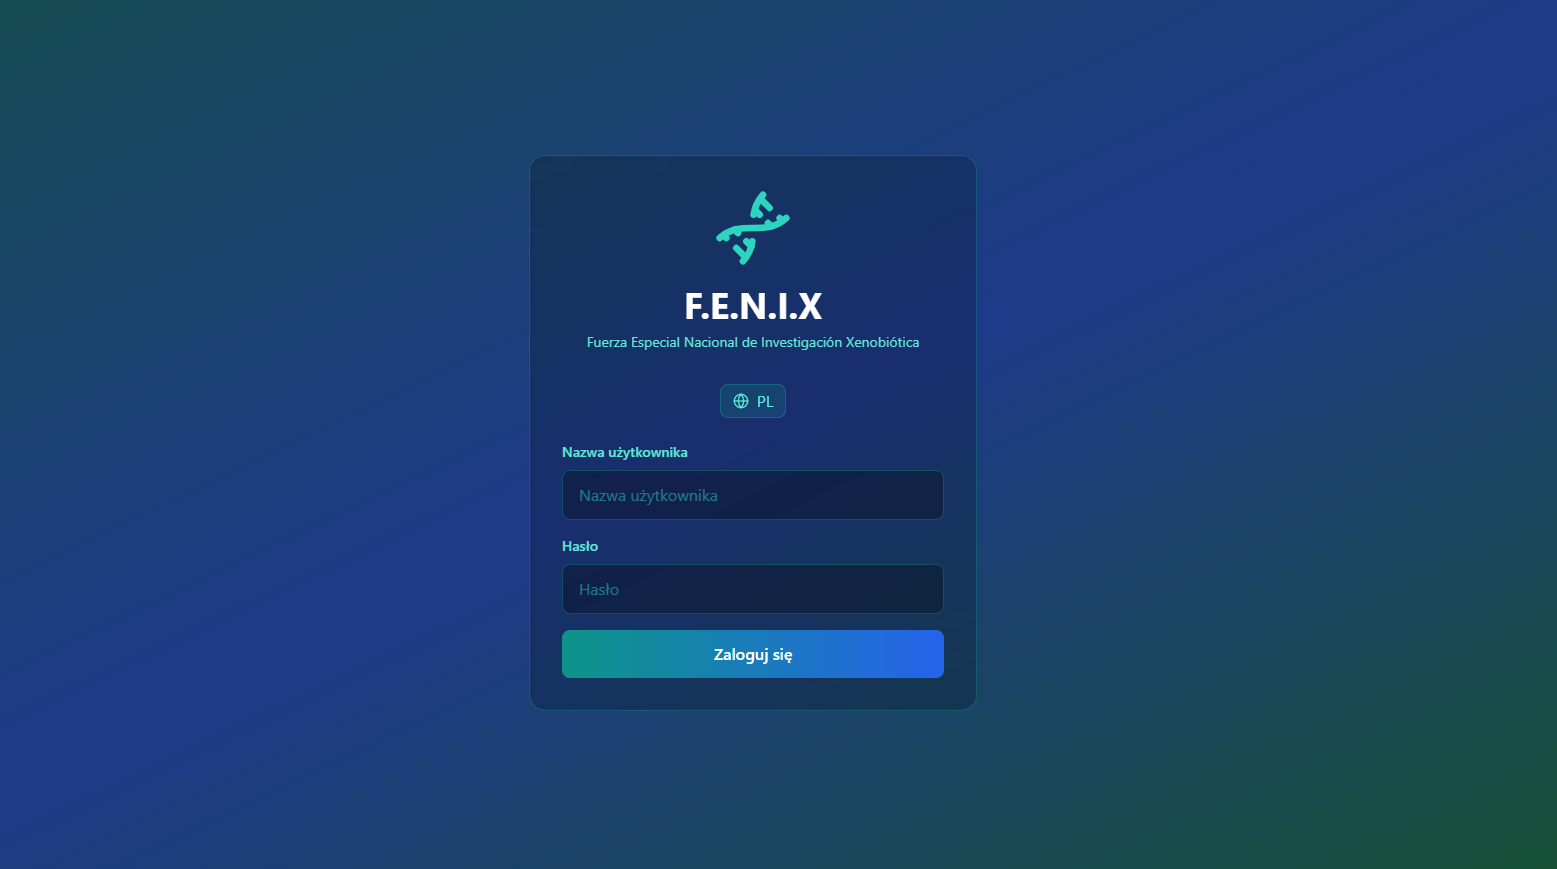 F.E.N.I.X
Fuerza Especial Nacional de Investigación Xenobiótica
PL
Nazwa użytkownika
Nazwa użytkownika
Hasło
Hasło
Zaloguj się